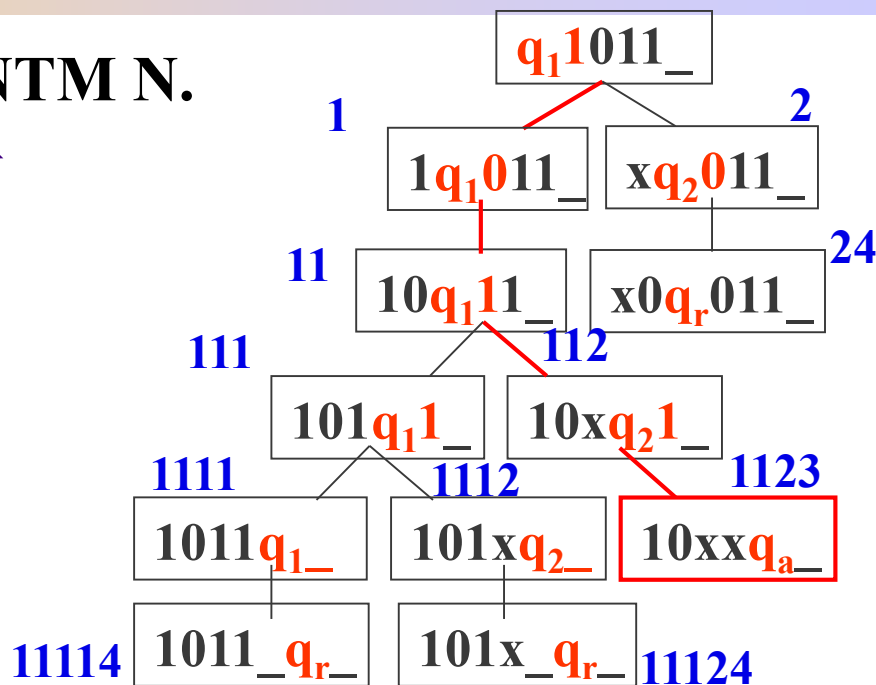 q₁1011_
NTM N.
1
2
1q₁011_
xq₂011_
11
24
10q₁11_
x0qᵣ011_
111
112
101q₁1_
10xq₂1_
1111
1112
1123
1011q₁_
101xq₂_
10xxqₐ_
11114
1011_qᵣ_
101x_qᵣ_
11124